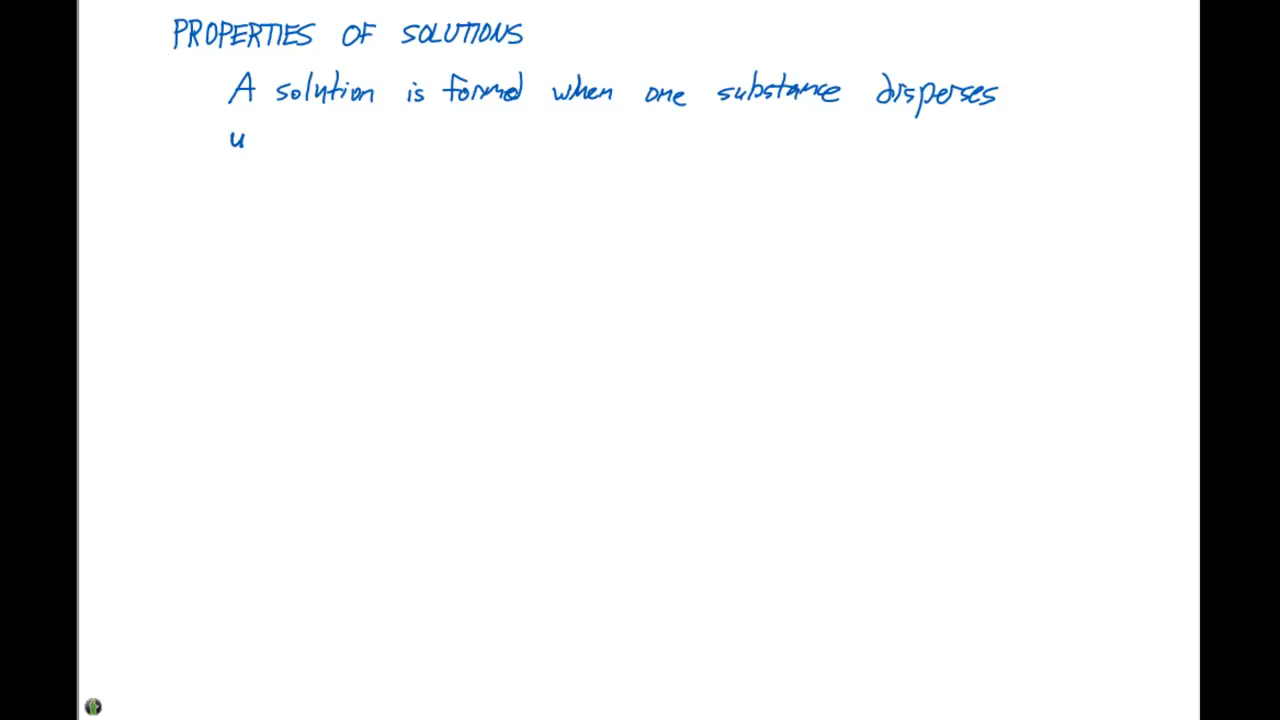 PROPERTIES OF SOLUTIONS
A solution is formed when one substance disperses
u